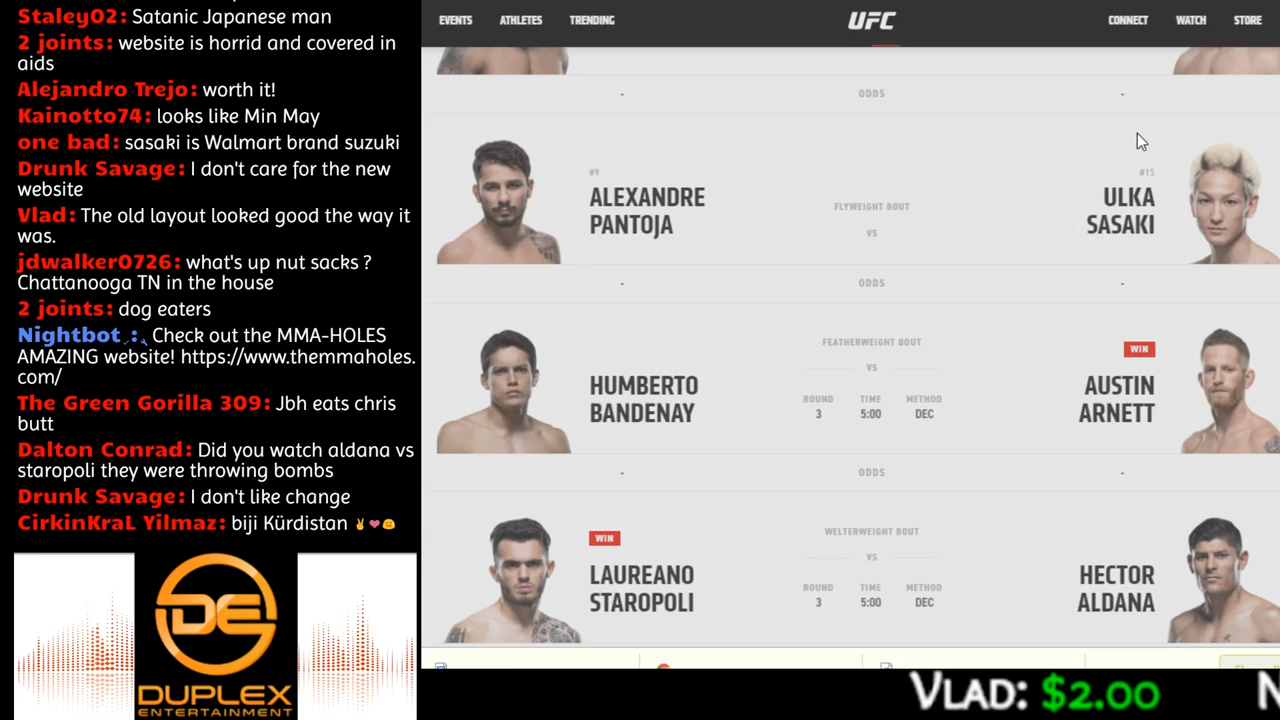 Staley02: Satanic Japanese man
2 joints: website is horrid and covered in
aids
Alejandro Trejo: worth it!
Kainotto74: looks like Min May
one bad: sasaki is Walmart brand suzuki
Drunk Savage: I don't care for the new
website
Vlad: The old layout looked good the way it
was.
jdwalker0726: what's up nut sacks ?
Chattanooga TN in the house
2 joints: dog eaters
Nightbot : Check out the MMA-HOLES
AMAZING website! https://www.themmaholes.
com/
The Green Gorilla 309: Jbh eats chris
butt
Dalton Conrad: Did you watch aldana vs
staropoli they were throwing bombs
Drunk Savage: I don't like change
CirkinKraL Yilmaz: biji Kürdistan ✌❤😊
DE
DUPLEX
ENTERTAINMENT
EVENTS ATHLETES TRENDING UFC CONNECT WATCH STORE
- ODDS -
#9 #15
ALEXANDRE ULKA
PANTOJA FLYWEIGHT BOUT SASAKI
VS
- ODDS -
FEATHERWEIGHT BOUT WIN
VS
HUMBERTO AUSTIN
BANDENAY ROUND TIME METHOD ARNETT
3 5:00 DEC
- ODDS -
WIN WELTERWEIGHT BOUT
VS
LAUREANO HECTOR
STAROPOLI ROUND TIME METHOD ALDANA
3 5:00 DEC
VLAD: $2.00 N